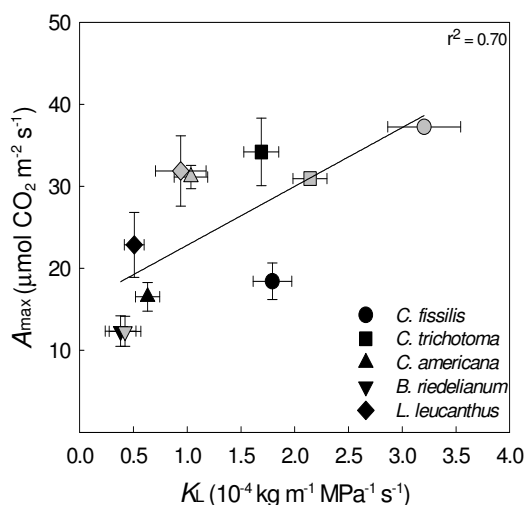 50
r² = 0.70
40
30
20
10
Amax (µmol CO₂ m⁻² s⁻¹)
C. fissilis
C. trichotoma
C. americana
B. riedelianum
L. leucanthus
0.0 0.5 1.0 1.5 2.0 2.5 3.0 3.5 4.0
KL (10⁻⁴ kg m⁻¹ MPa⁻¹ s⁻¹)